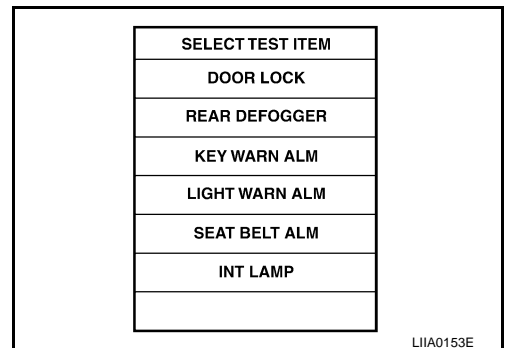 SELECT TEST ITEM
DOOR LOCK
REAR DEFOGGER
KEY WARN ALM
LIGHT WARN ALM
SEAT BELT ALM
INT LAMP
LIIA0153E